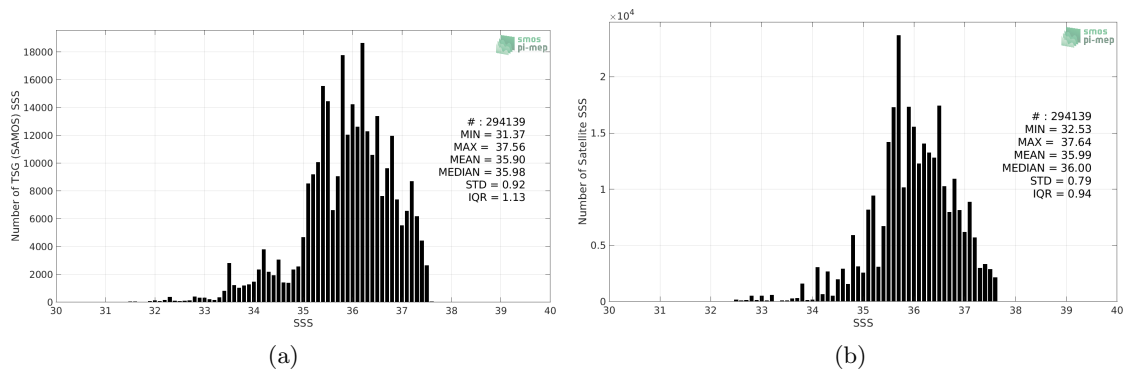 smos
pi-mep
18000
16000
14000
12000
10000
8000
6000
4000
2000
0
Number of TSG (SAMOS) SSS
# : 294139
MIN = 31.37
MAX = 37.56
MEAN = 35.90
MEDIAN = 35.98
STD = 0.92
IQR = 1.13
30 31 32 33 34 35 36 37 38 39 40
SSS
(a)
×10⁴
smos
pi-mep
2
1.5
1
0.5
0
Number of Satellite SSS
# : 294139
MIN = 32.53
MAX = 37.64
MEAN = 35.99
MEDIAN = 36.00
STD = 0.79
IQR = 0.94
30 31 32 33 34 35 36 37 38 39 40
SSS
(b)